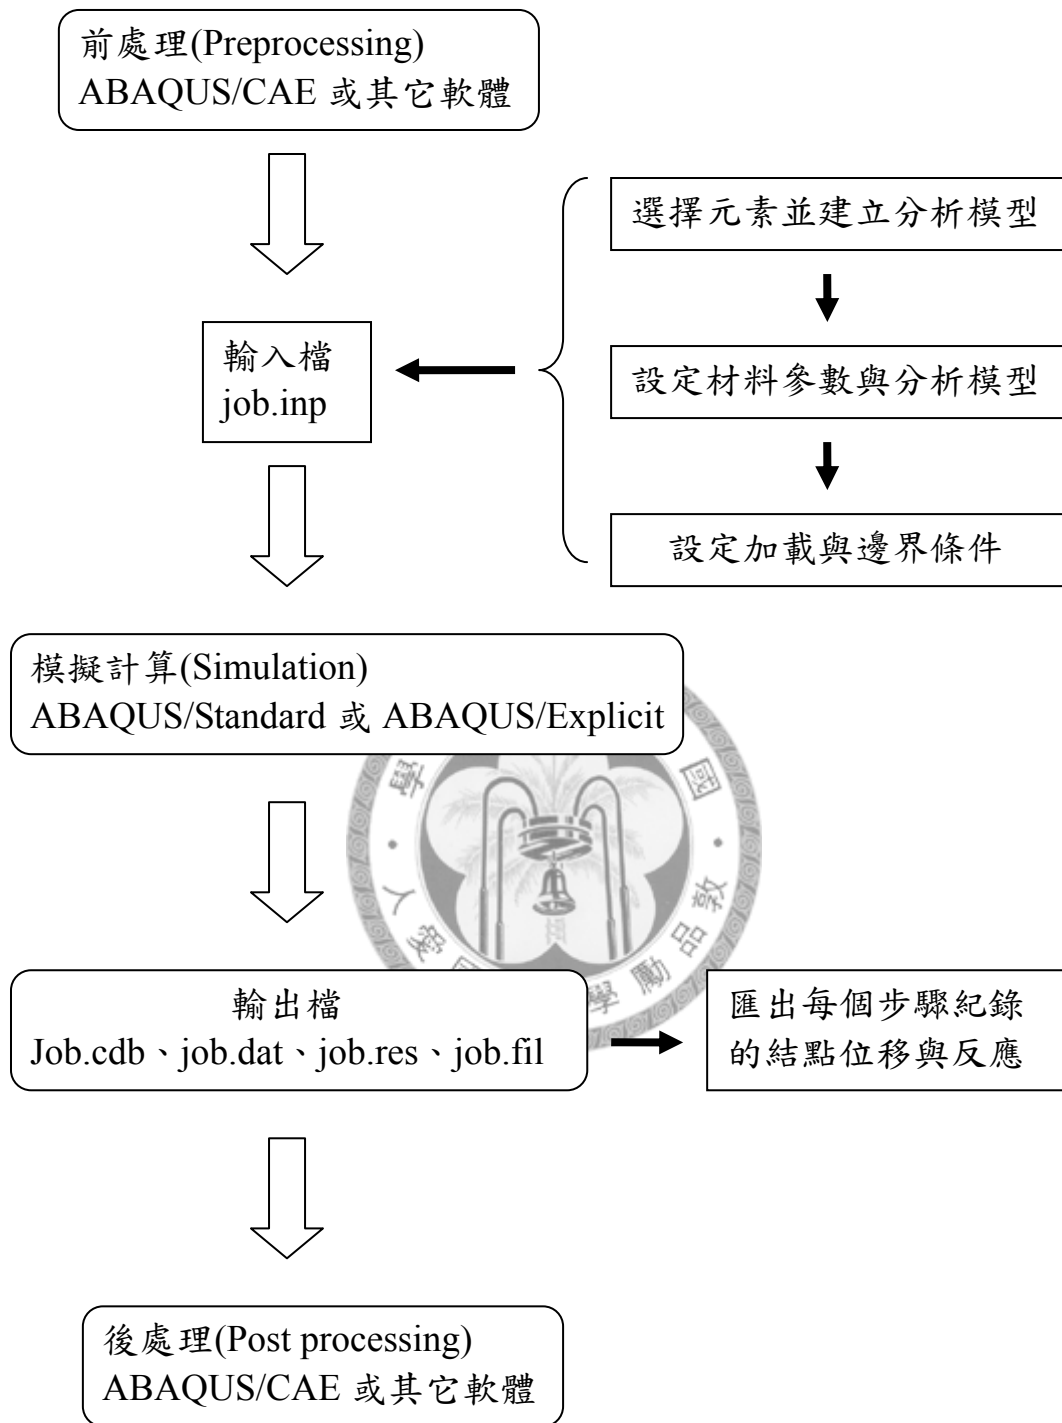 前處理(Preprocessing)
ABAQUS/CAE 或其它軟體
選擇元素並建立分析模型
輸入檔
job.inp
設定材料參數與分析模型
設定加載與邊界條件
模擬計算(Simulation)
ABAQUS/Standard 或 ABAQUS/Explicit
輸出檔
Job.cdb、job.dat、job.res、job.fil
匯出每個步驟紀錄
的結點位移與反應
後處理(Post processing)
ABAQUS/CAE 或其它軟體